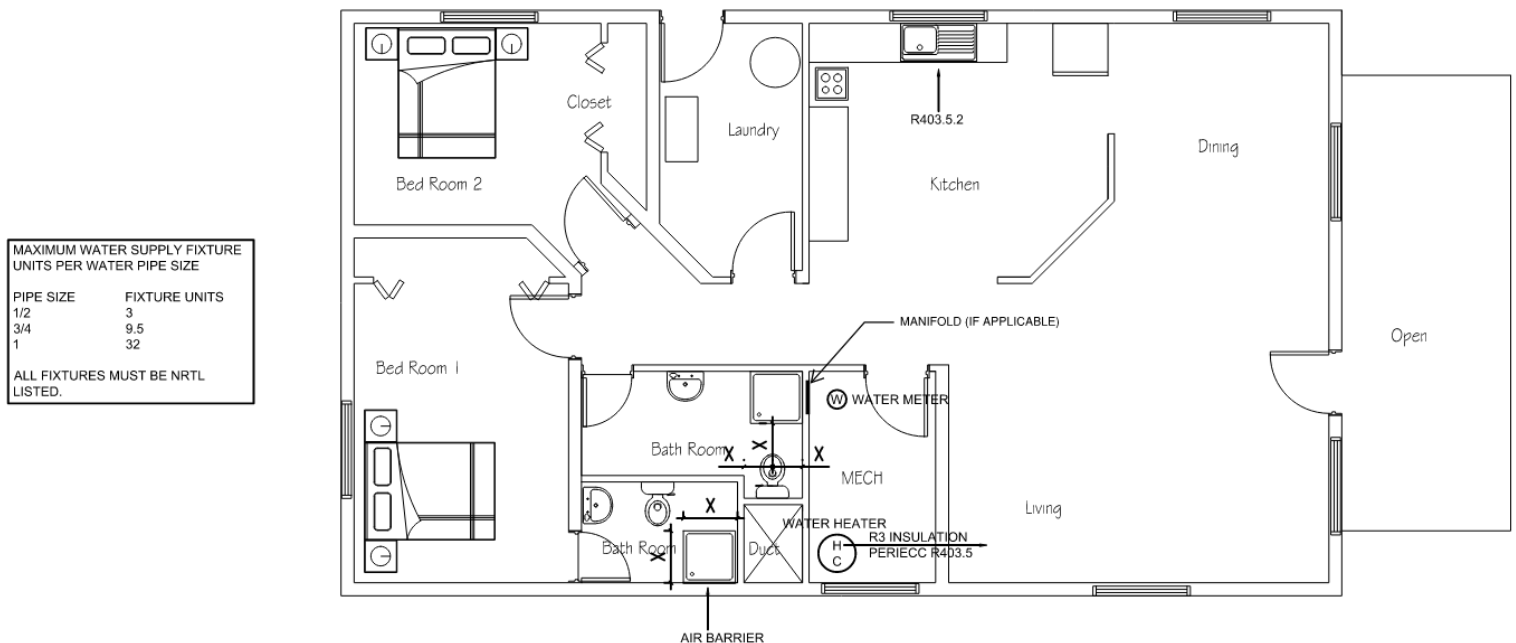 Closet
Laundry
R403.5.2
Dining
Bed Room 2
Kitchen
MAXIMUM WATER SUPPLY FIXTURE
UNITS PER WATER PIPE SIZE
PIPE SIZE FIXTURE UNITS
1/2 3
3/4 9.5
1 32
ALL FIXTURES MUST BE NRTL
LISTED.
MANIFOLD (IF APPLICABLE)
Open
Bed Room 1
W WATER METER
Bath Room
X X X
MECH
X
Living
WATER HEATER
R3 INSULATION
PERIECC R403.5
H
C
Bath Room
X
Duct
AIR BARRIER